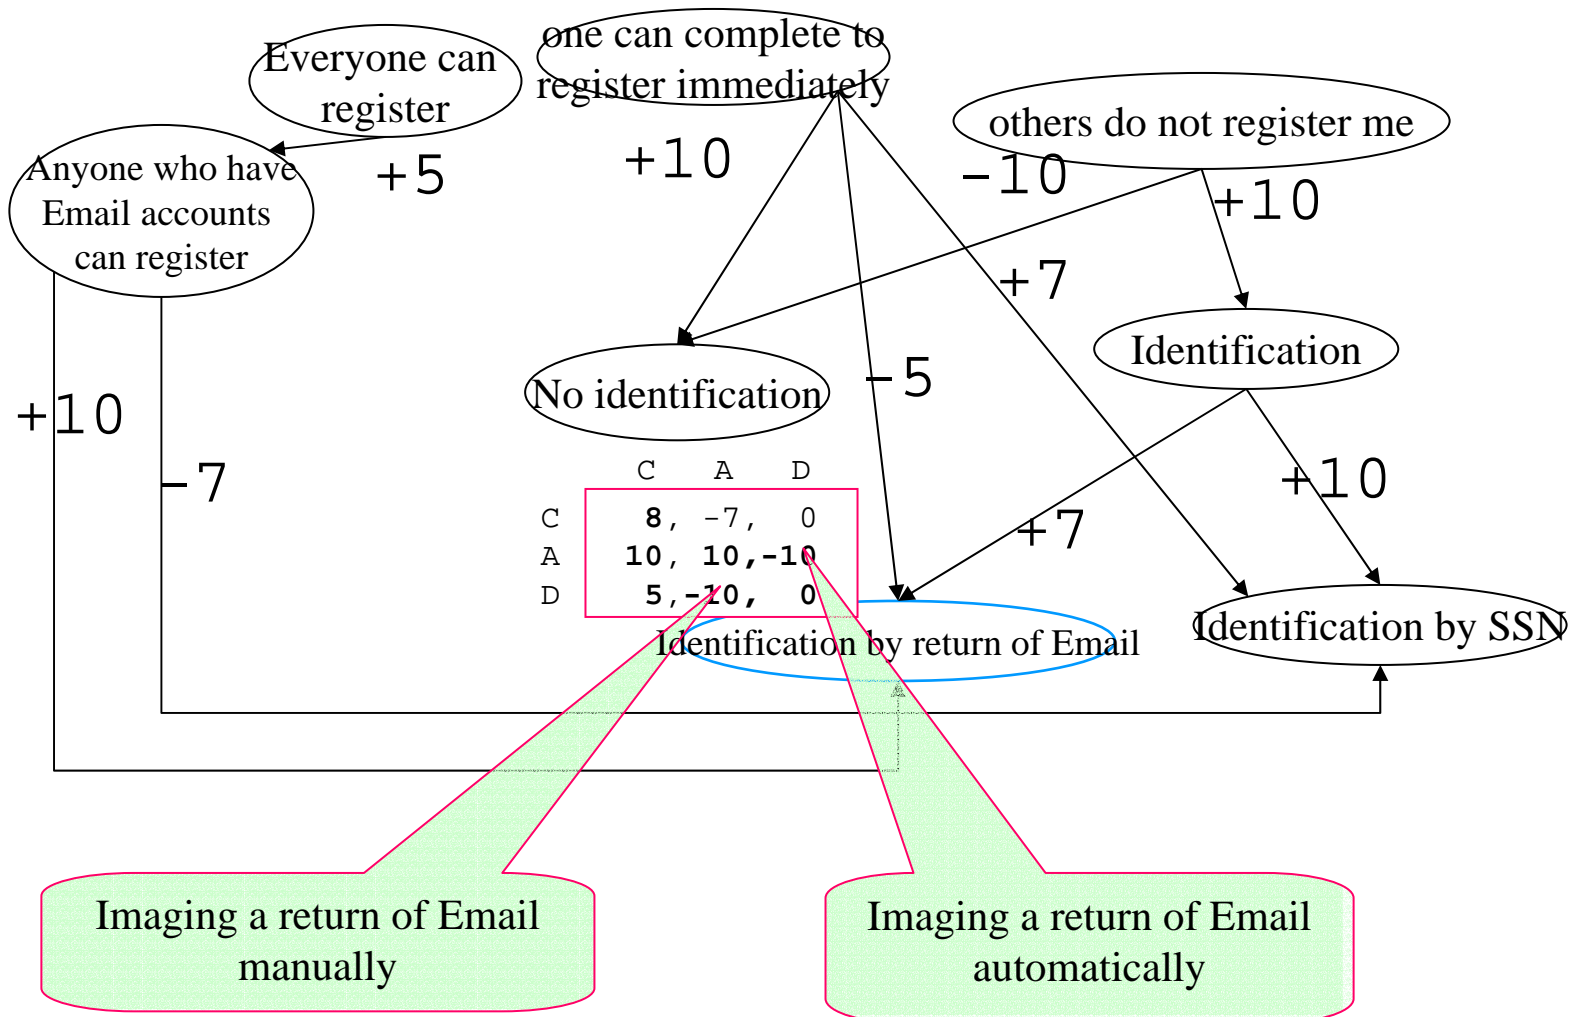 Everyone can
register
one can complete to
register immediately
others do not register me
Anyone who have
Email accounts
can register
+5
+10
-10
+10
+7
Identification
No identification
-5
+10
-7
+10
+7
C A D
C 8, -7, 0
A 10, 10,-10
D 5,-10, 0
Identification by return of Email
Identification by SSN
Imaging a return of Email
manually
Imaging a return of Email
automatically